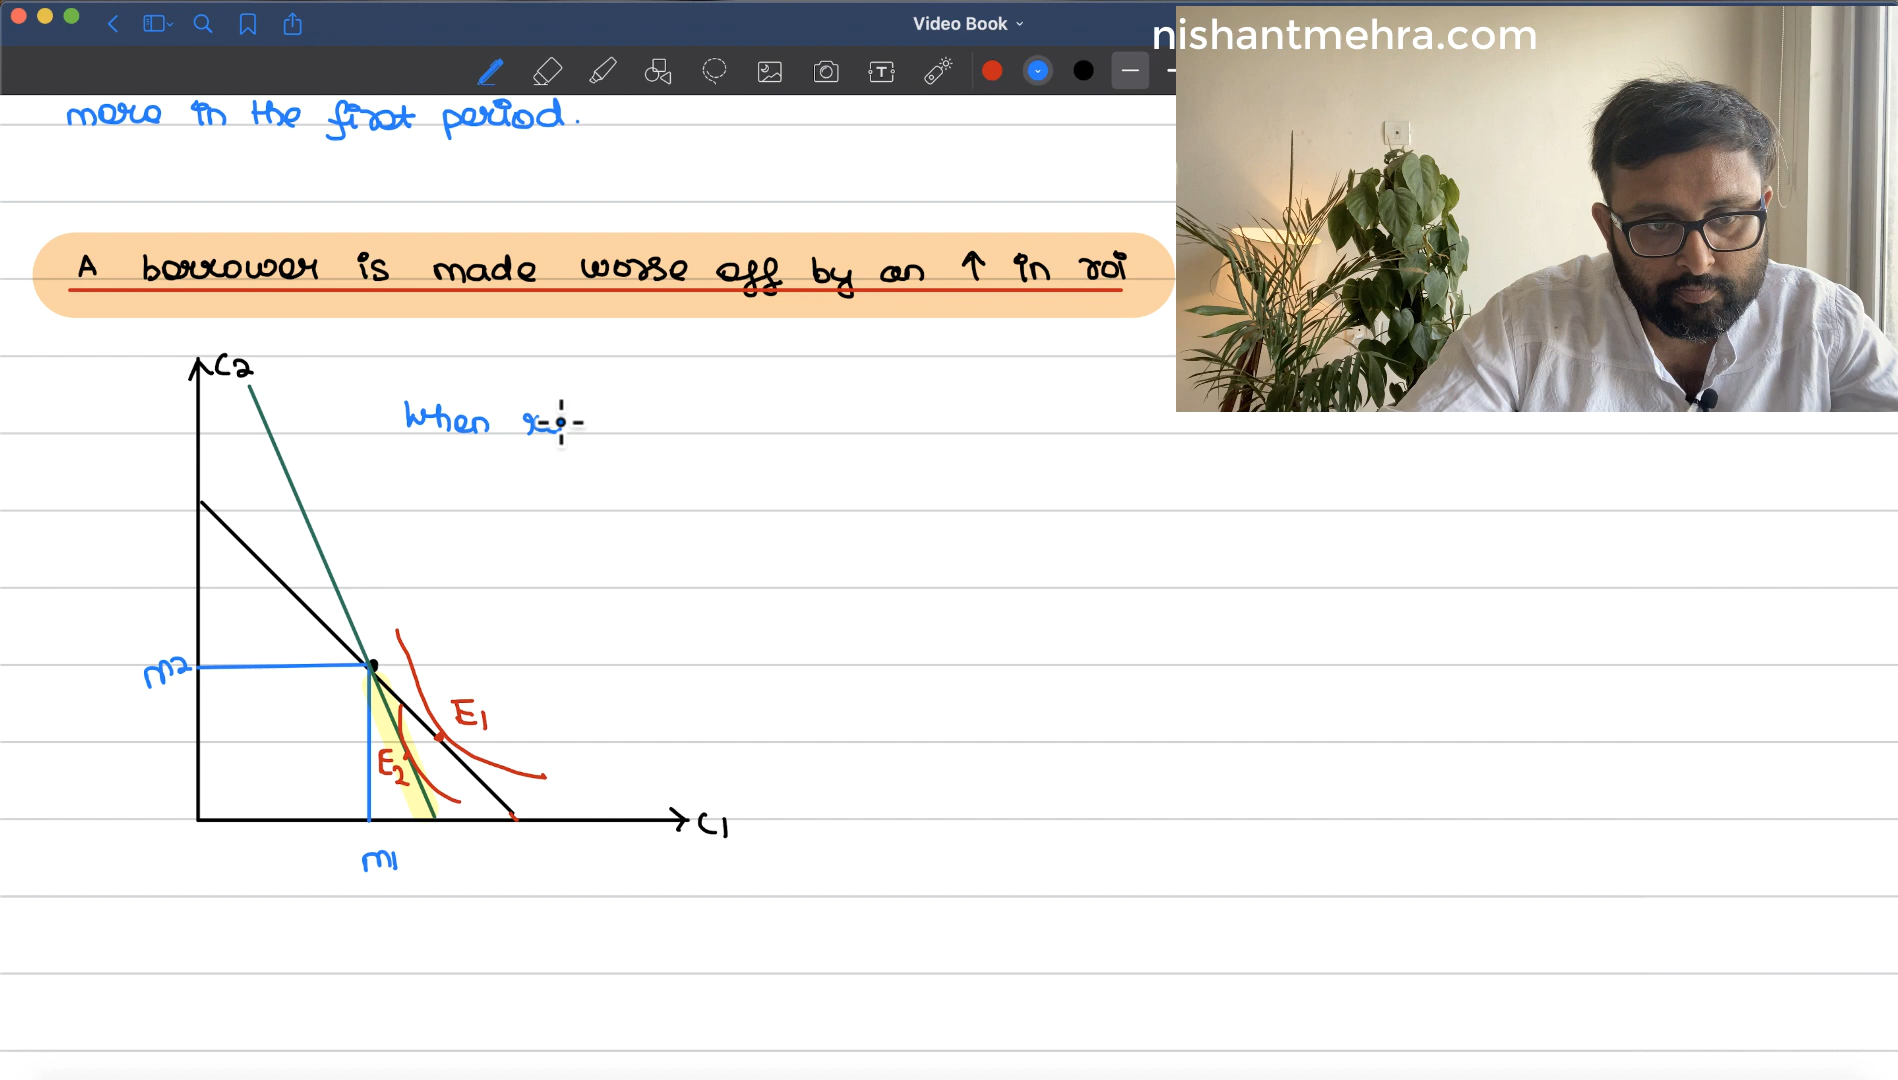 Video Book
nishantmehra.com
more in the first period.
A borrower is made worse off by an ↑ in roi
C2
When
m2
E1
E2
C1
m1